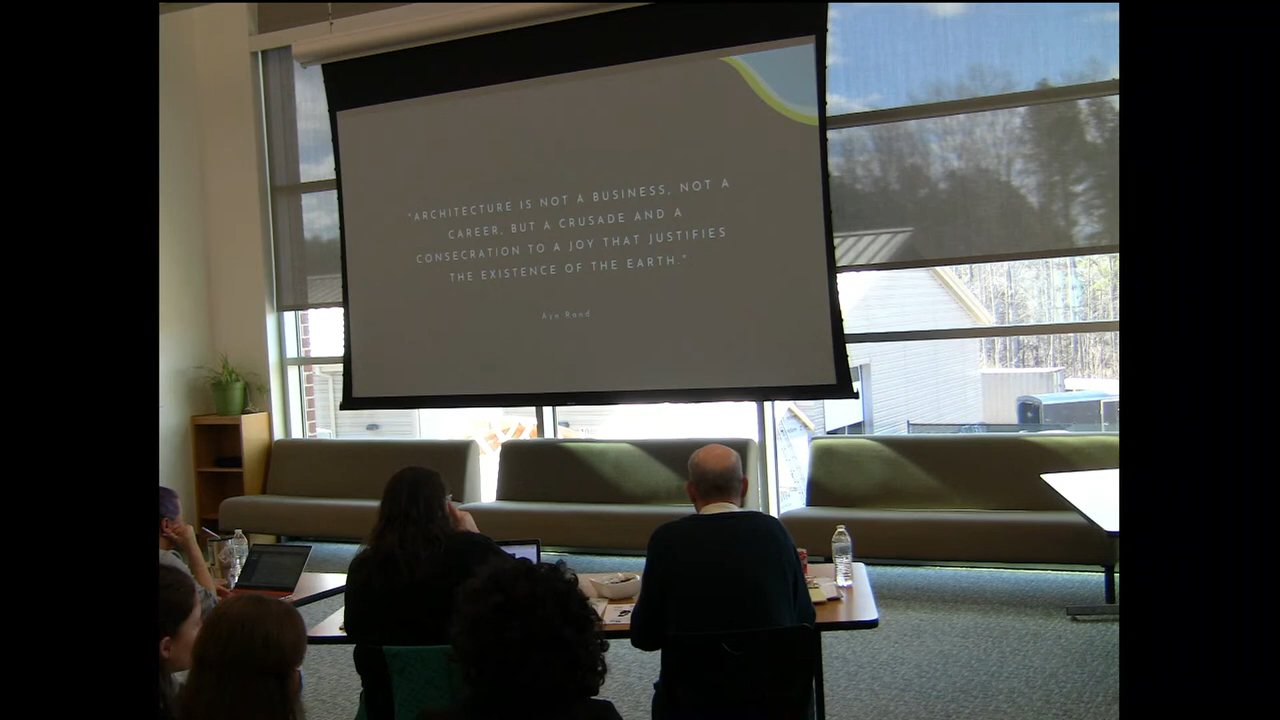 "ARCHITECTURE IS NOT A BUSINESS, NOT A
CAREER, BUT A CRUSADE AND A
CONSECRATION TO A JOY THAT JUSTIFIES
THE EXISTENCE OF THE EARTH."
Ayn Rand